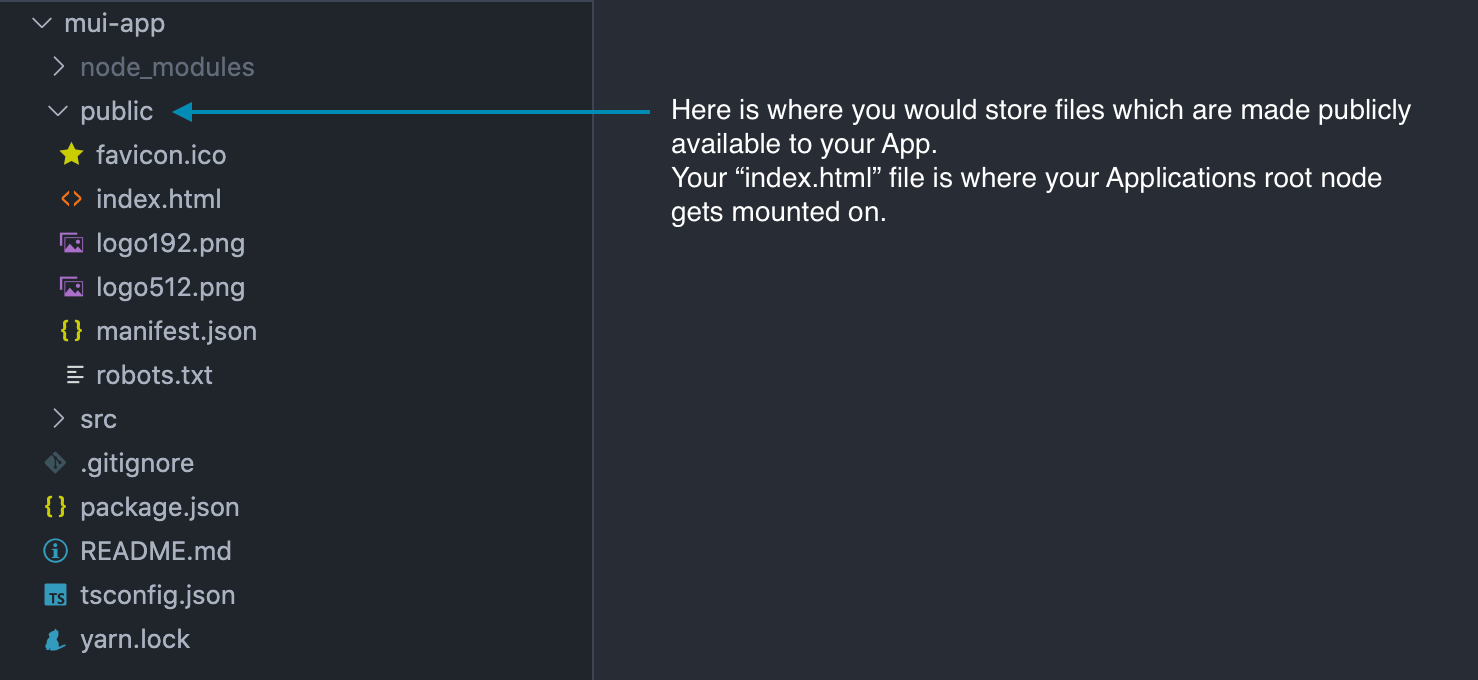 mui-app
node_modules
public
favicon.ico
index.html
logo192.png
logo512.png
manifest.json
robots.txt
src
.gitignore
package.json
README.md
TS
tsconfig.json
yarn.lock
Here is where you would store files which are made publicly
available to your App.
Your “index.html” file is where your Applications root node
gets mounted on.